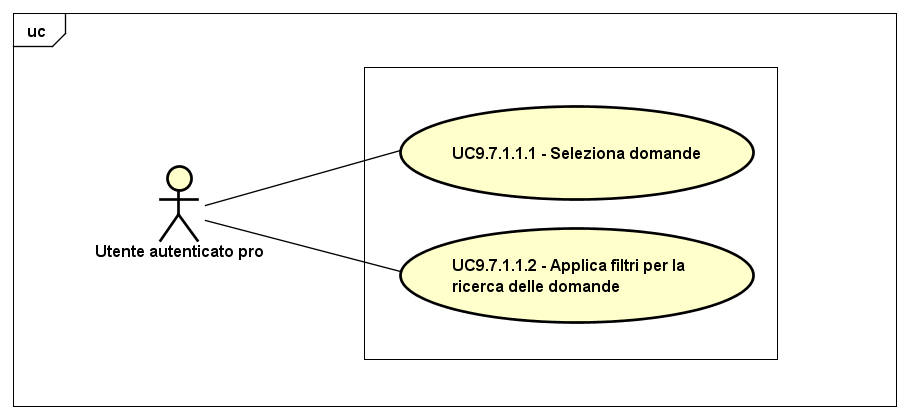 uc
UC9.7.1.1.1 - Seleziona domande
Utente autenticato pro
UC9.7.1.1.2 - Applica filtri per la
ricerca delle domande